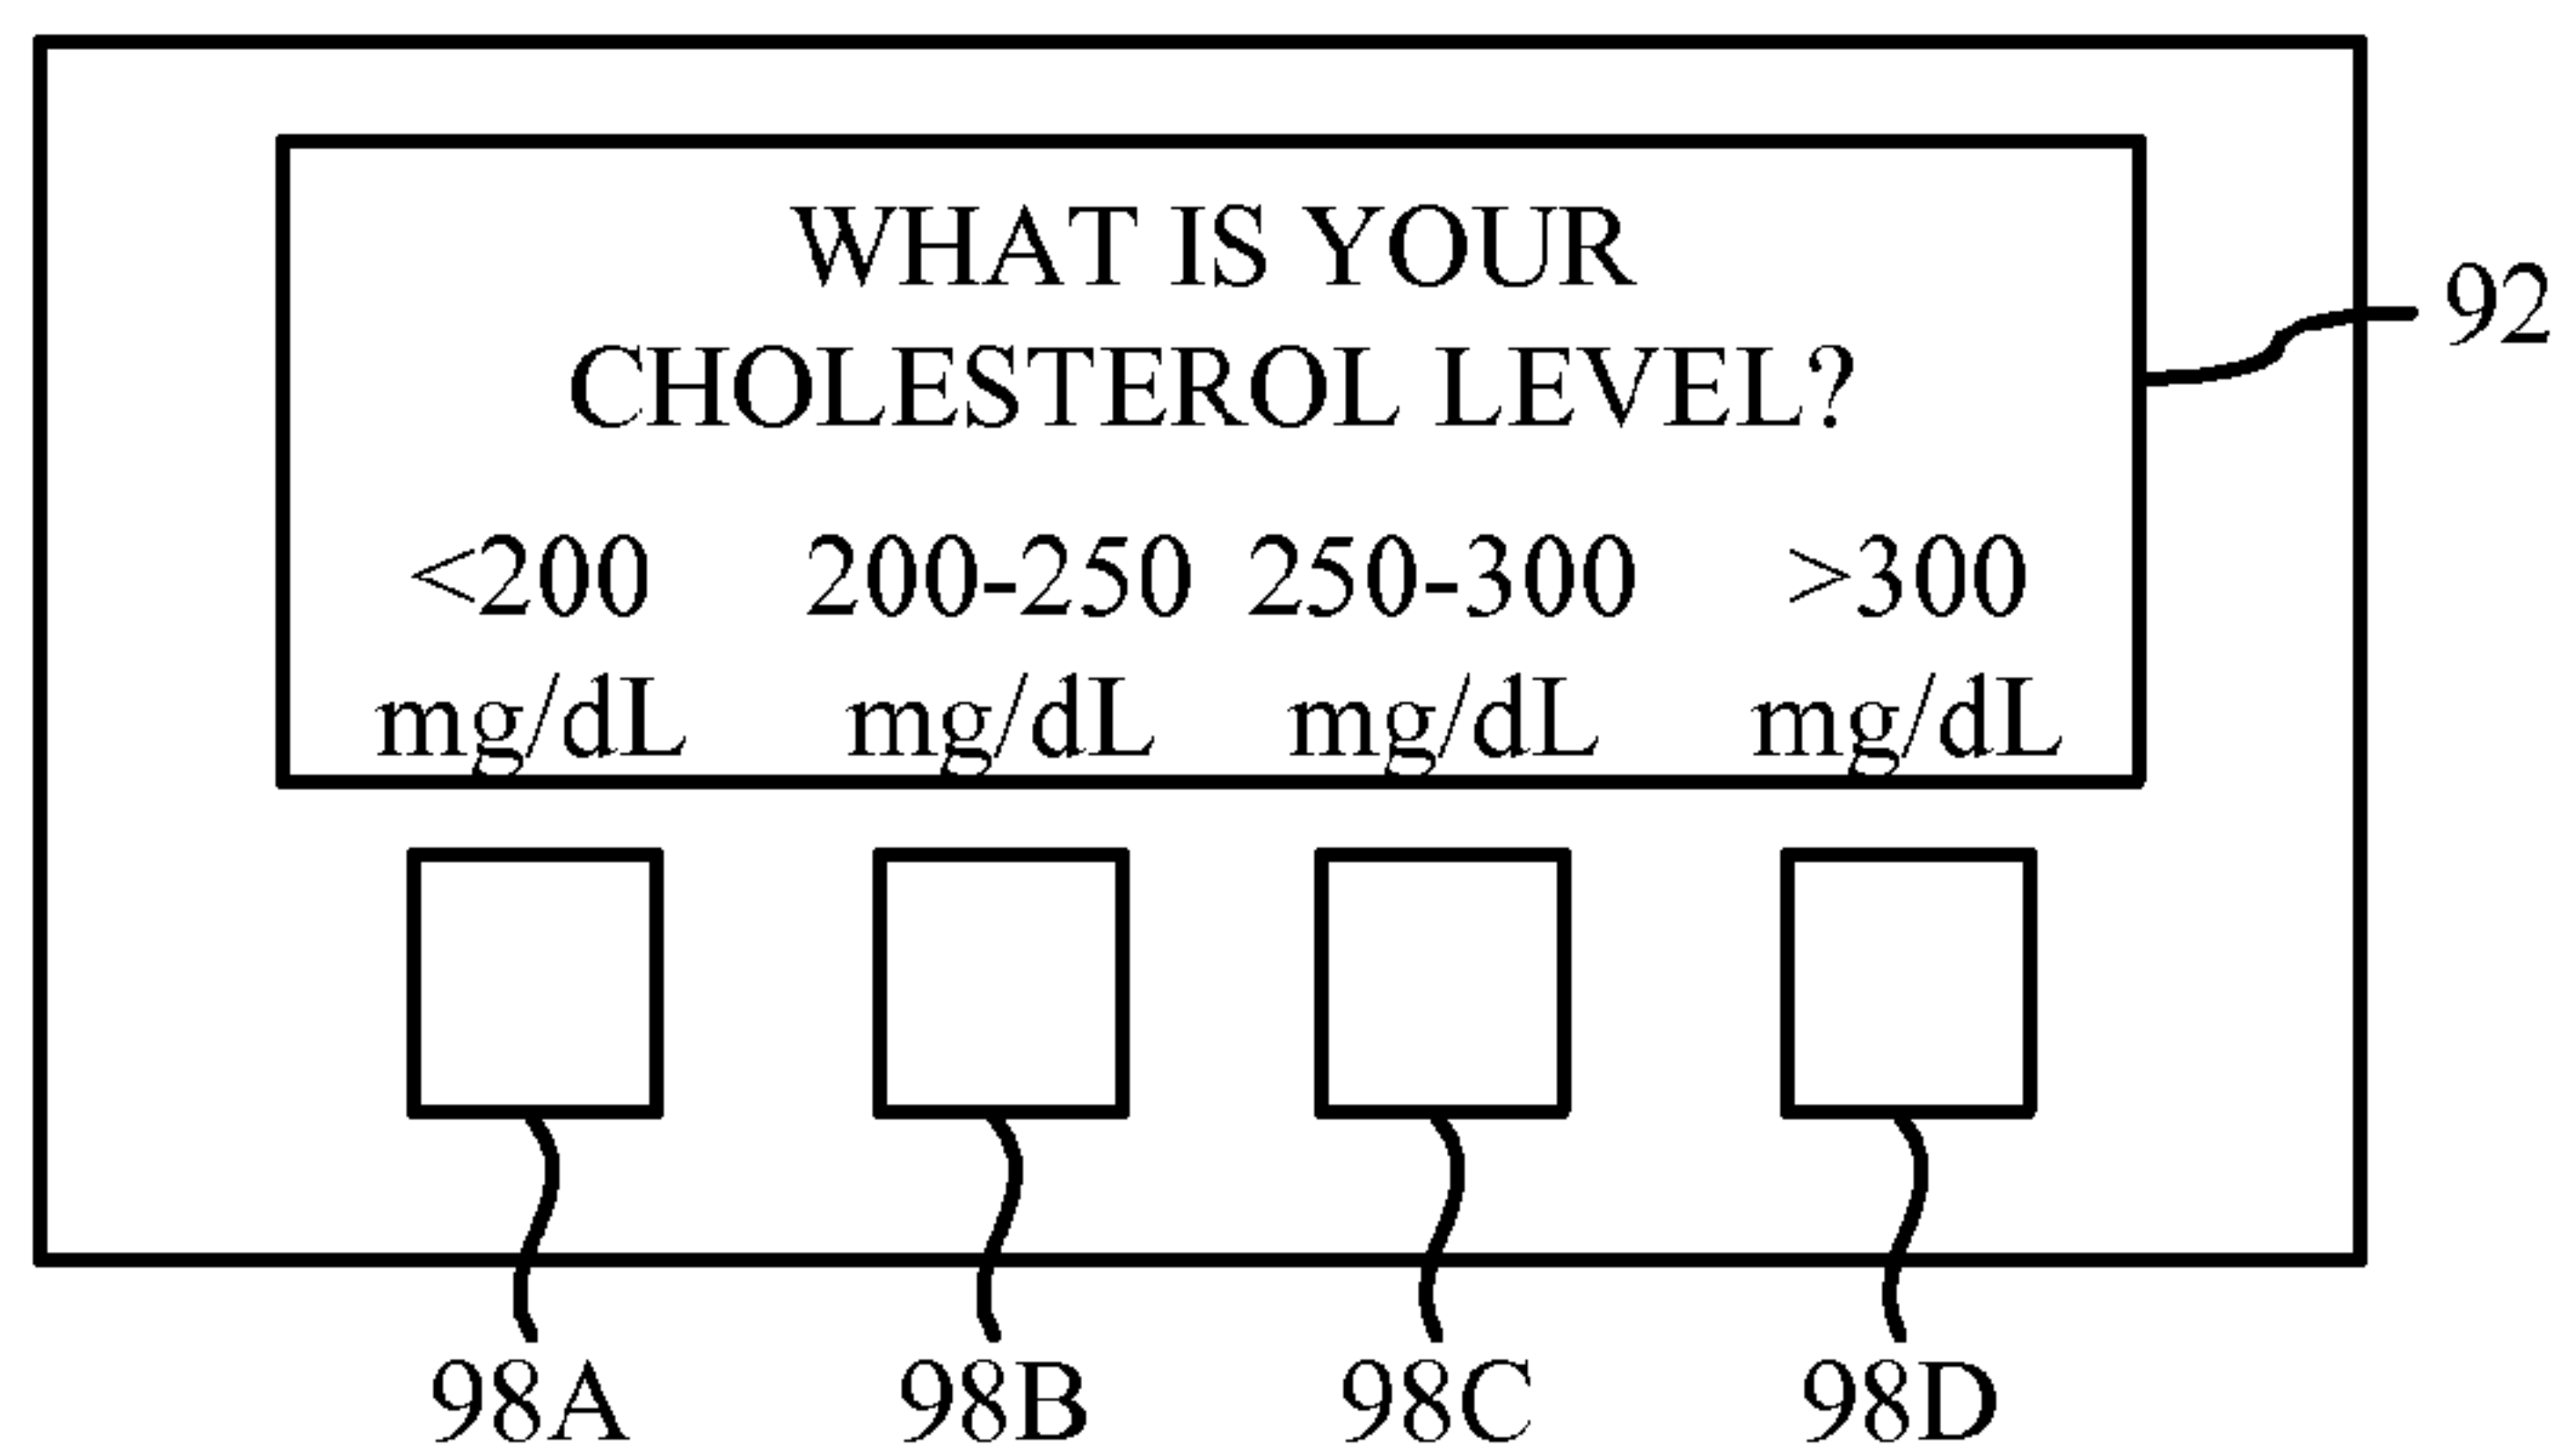 WHAT IS YOUR
CHOLESTEROL LEVEL?
92
<200 200-250 250-300 >300
mg/dL mg/dL mg/dL mg/dL
98A 98B 98C 98D